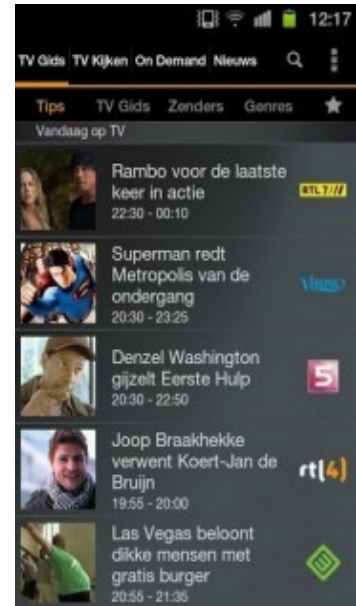 12:17
TV Gids TV Kijken On Demand Nieuws
Tips TV Gids Zenders Genres
Vandaag op TV
Rambo voor de laatste
keer in actie
22:30 - 00:10
RTL 7
Superman redt
Metropolis van de
ondergang
20:30 - 23:25
Veronica
Denzel Washington
gijzelt Eerste Hulp
20:30 - 22:50
5
Joop Braakhekke
verwent Koert-Jan de
Bruijn
19:55 - 20:00
rtl 4
Las Vegas beloont
dikke mensen met
gratis burger
20:55 - 21:35